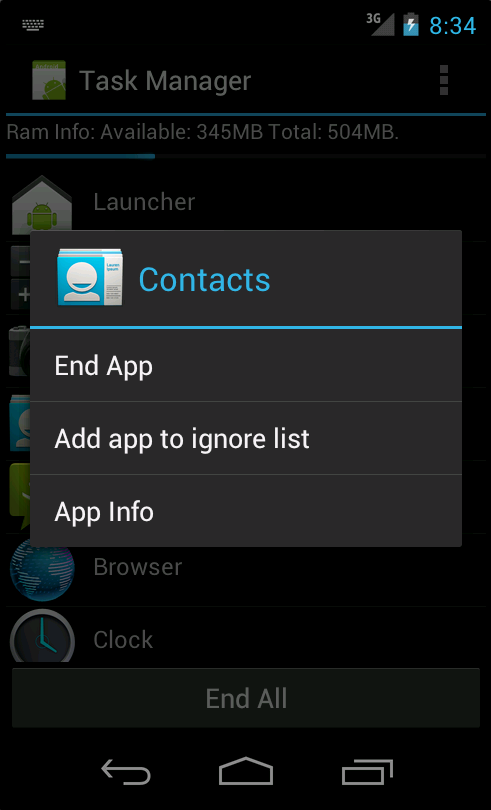 3G 8:34
Task Manager
Ram Info: Available: 345MB Total: 504MB.
Launcher
Contacts
End App
Add app to ignore list
App Info
Browser
Clock
End All